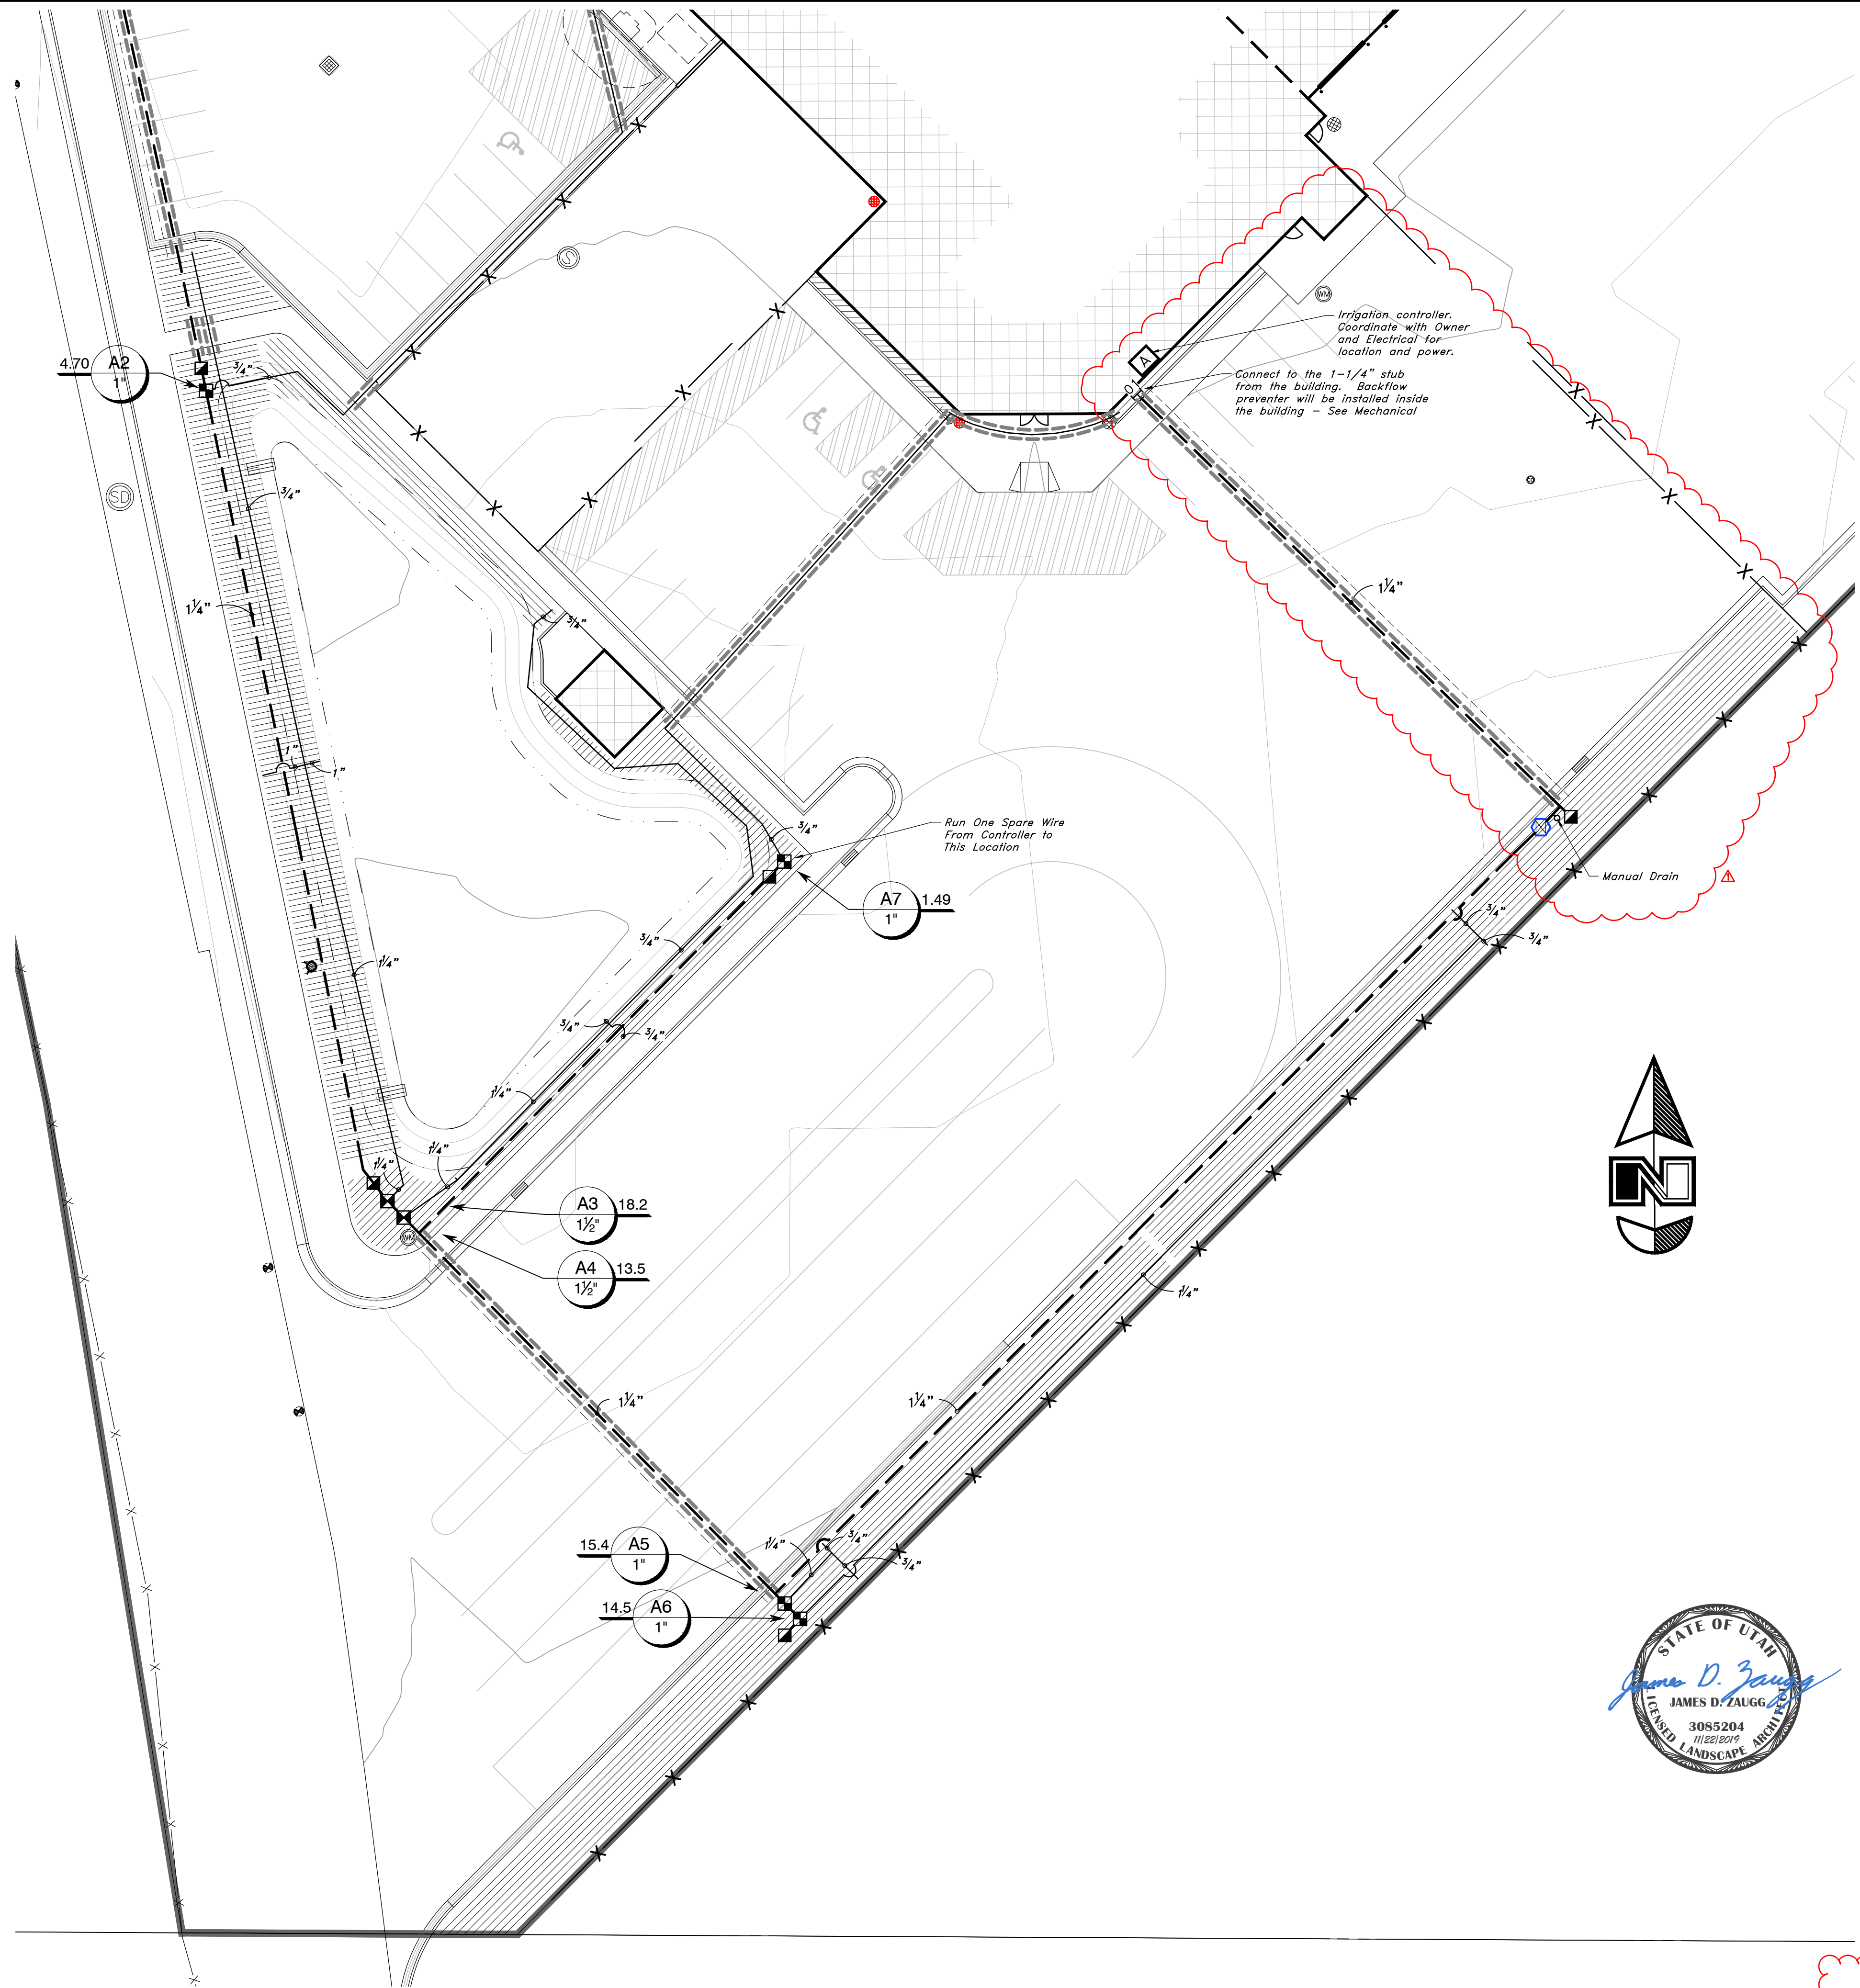 S
WM
Irrigation controller.
Coordinate with Owner
and Electrical for
location and power.
A
Connect to the 1-1/4" stub
from the building. Backflow
preventer will be installed inside
the building – See Mechanical
4.70
A2
1"
3/4"
SD
3/4"
1 1/4"
1 1/4"
3/4"
1"
1"
Run One Spare Wire
From Controller to
This Location
3/4"
Manual Drain
1
A7
1"
1.49
3/4"
3/4"
3/4"
1 1/4"
3/4"
3/4"
1 1/4"
1 1/4"
1 1/4"
WM
A3
1 1/2"
18.2
A4
1 1/2"
13.5
1 1/4"
N
1 1/4"
1 1/4"
1 1/4"
3/4"
3/4"
15.4
A5
1"
14.5
A6
1"
STATE OF UTAH
James D. Zaugg
JAMES D. ZAUGG
3085204
11/22/2019
LICENSED LANDSCAPE ARCHITECT